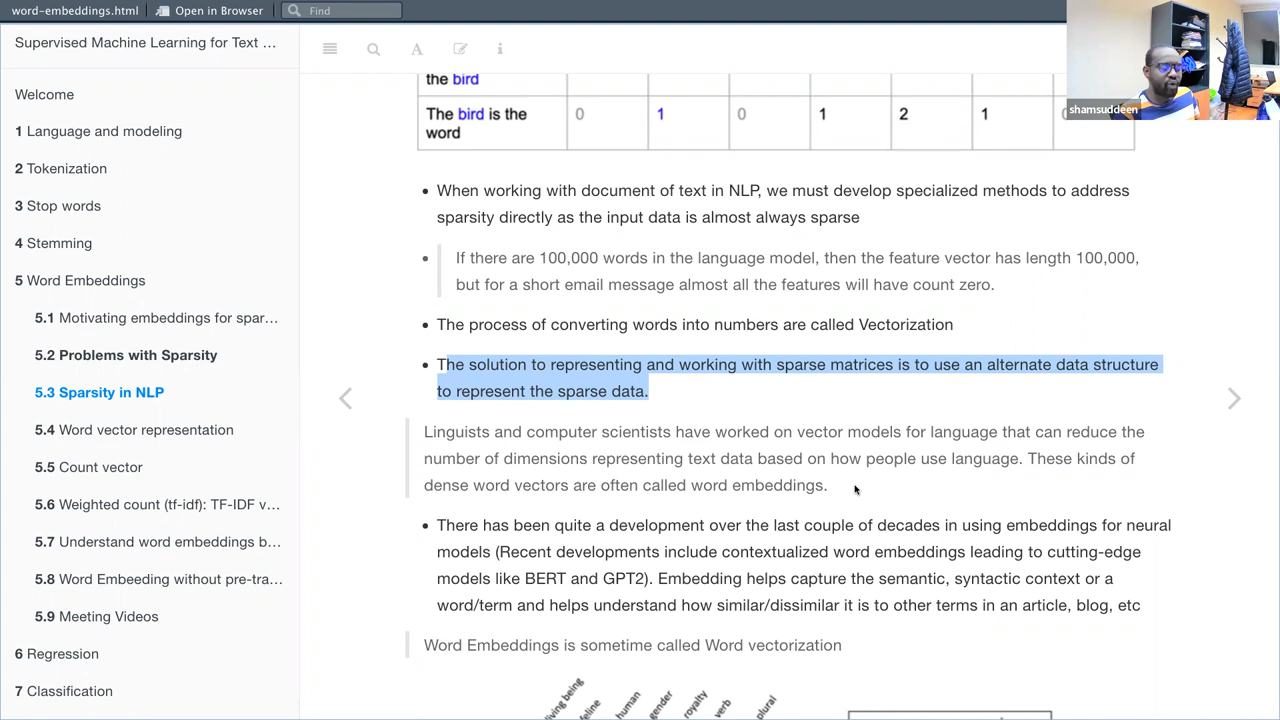 word-embeddings.html
Open in Browser
Find
Supervised Machine Learning for Text ...
Welcome
1 Language and modeling
2 Tokenization
3 Stop words
4 Stemming
5 Word Embeddings
5.1 Motivating embeddings for spar...
5.2 Problems with Sparsity
5.3 Sparsity in NLP
5.4 Word vector representation
5.5 Count vector
5.6 Weighted count (tf-idf): TF-IDF v...
5.7 Understand word embeddings b...
5.8 Word Embeeding without pre-tra...
5.9 Meeting Videos
6 Regression
7 Classification
shamsuddeen
the bird
The bird is the 0 1 0 1 2 1
word
When working with document of text in NLP, we must develop specialized methods to address
sparsity directly as the input data is almost always sparse
If there are 100,000 words in the language model, then the feature vector has length 100,000,
but for a short email message almost all the features will have count zero.
The process of converting words into numbers are called Vectorization
The solution to representing and working with sparse matrices is to use an alternate data structure
to represent the sparse data.
Linguists and computer scientists have worked on vector models for language that can reduce the
number of dimensions representing text data based on how people use language. These kinds of
dense word vectors are often called word embeddings.
There has been quite a development over the last couple of decades in using embeddings for neural
models (Recent developments include contextualized word embeddings leading to cutting-edge
models like BERT and GPT2). Embedding helps capture the semantic, syntactic context or a
word/term and helps understand how similar/dissimilar it is to other terms in an article, blog, etc
Word Embeddings is sometime called Word vectorization
living being
feline
human
gender
royalty
verb
plural